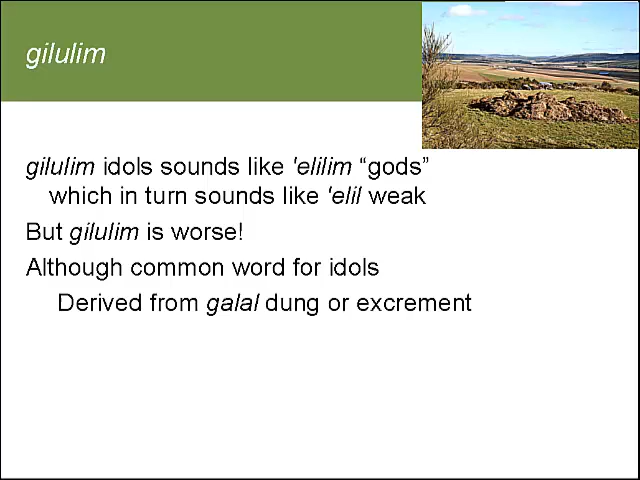 gilulim
gilulim idols sounds like 'elilim “gods”
which in turn sounds like 'elil weak
But gilulim is worse!
Although common word for idols
Derived from galal dung or excrement